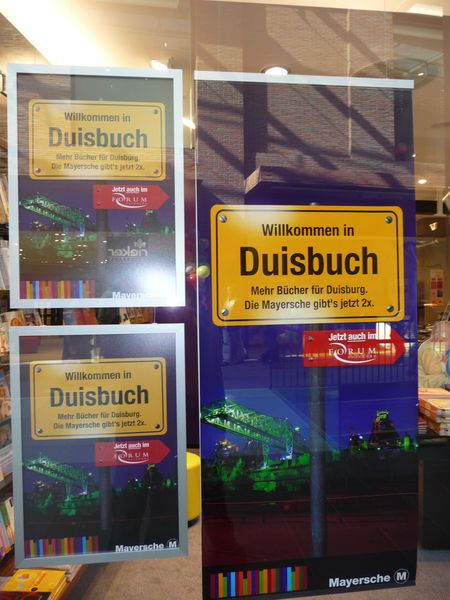 Willkommen in
Duisbuch
Mehr Bücher für Duisburg.
Die Mayersche gibt's jetzt 2x.
Jetzt auch im
FORUM
rieker
Mayersche M
Willkommen in
Duisbuch
Mehr Bücher für Duisburg.
Die Mayersche gibt's jetzt 2x.
Jetzt auch im
FORUM
Mayersche M
Willkommen in
Duisbuch
Mehr Bücher für Duisburg.
Die Mayersche gibt's jetzt 2x.
Jetzt auch im
FORUM
Mayersche M